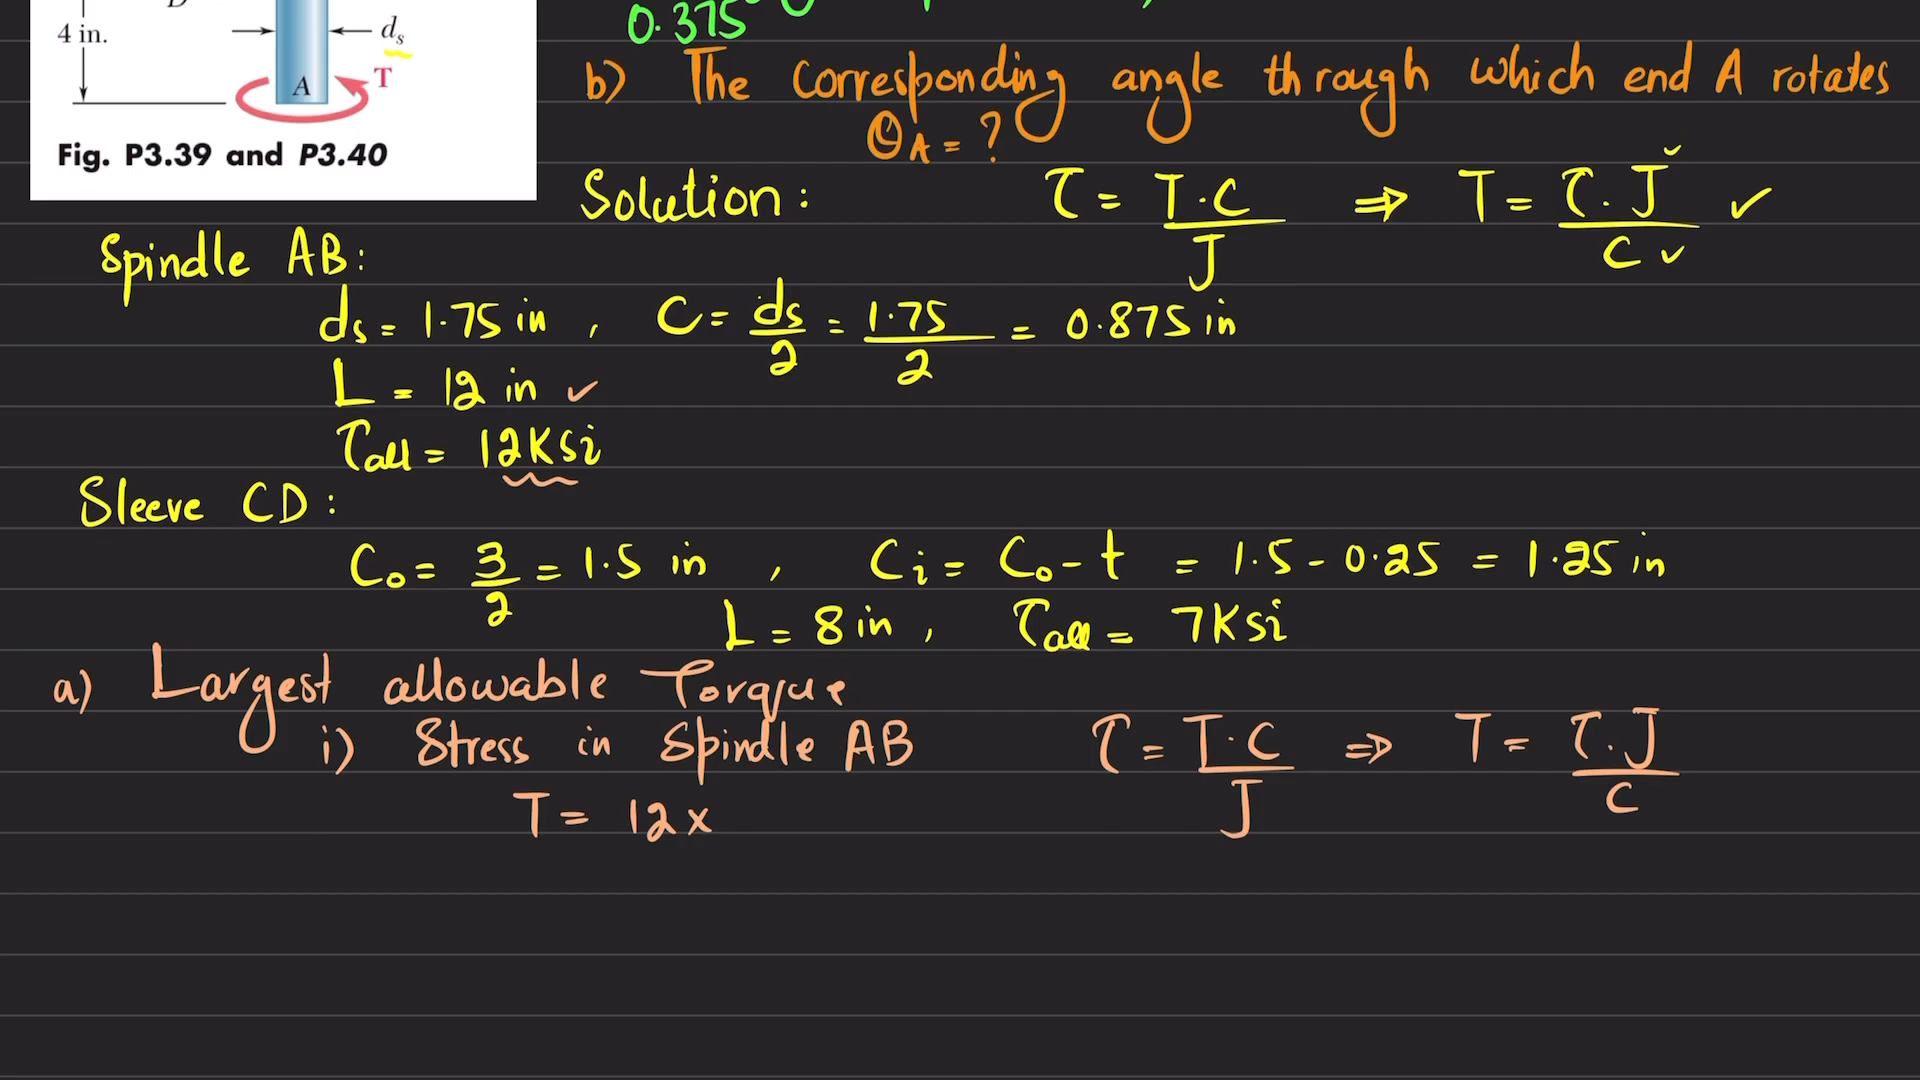 4 in.
d_s
A
T
Fig. P3.39 and P3.40
0.375°
b) The corresponding angle through which end A rotates
θ_A = ?
Solution: τ = T·C/J ⇒ T = τ·J/C ✓
Spindle AB:
d_s = 1.75 in , C = d_s/2 = 1.75/2 = 0.875 in
L = 12 in ✓
τ_all = 12 Ksi
Sleeve CD:
C_o = 3/2 = 1.5 in , C_i = C_o - t = 1.5 - 0.25 = 1.25 in
L = 8 in , τ_all = 7 Ksi
a) Largest allowable Torque
i) Stress in Spindle AB τ = T·C/J ⇒ T = τ·J/C
T = 12 x